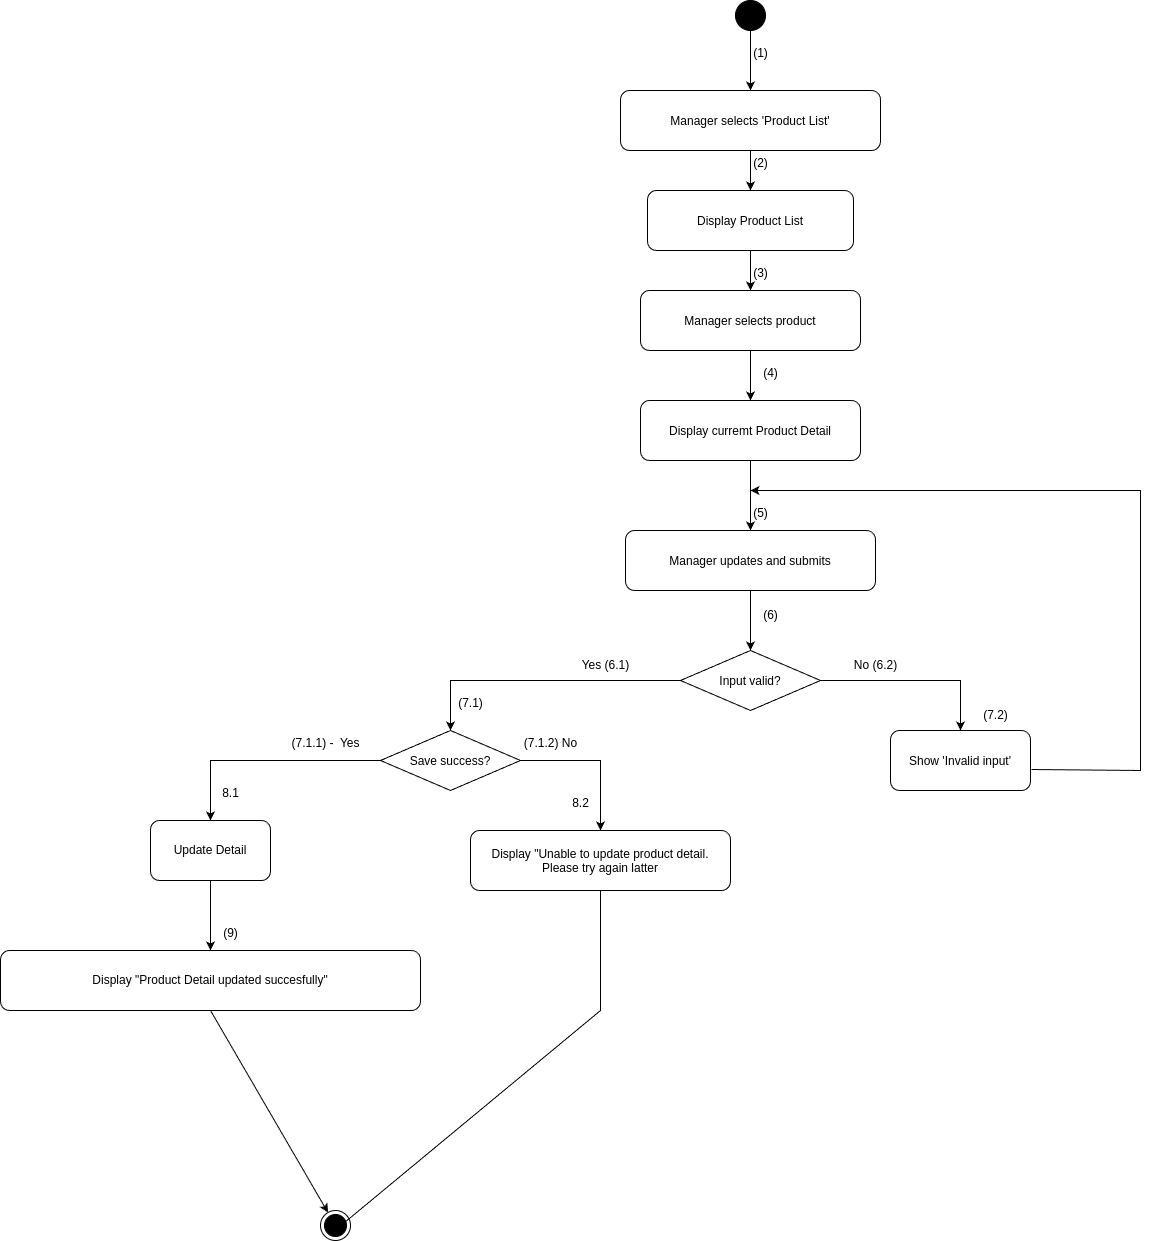 (1)
Manager selects 'Product List'
(2)
Display Product List
(3)
Manager selects product
(4)
Display curremt Product Detail
(5)
Manager updates and submits
(6)
Yes (6.1)
Input valid?
No (6.2)
(7.1)
(7.2)
(7.1.1) -  Yes
Save success?
(7.1.2) No
Show 'Invalid input'
8.1
8.2
Update Detail
Display "Unable to update product detail.
Please try again latter
(9)
Display "Product Detail updated succesfully"